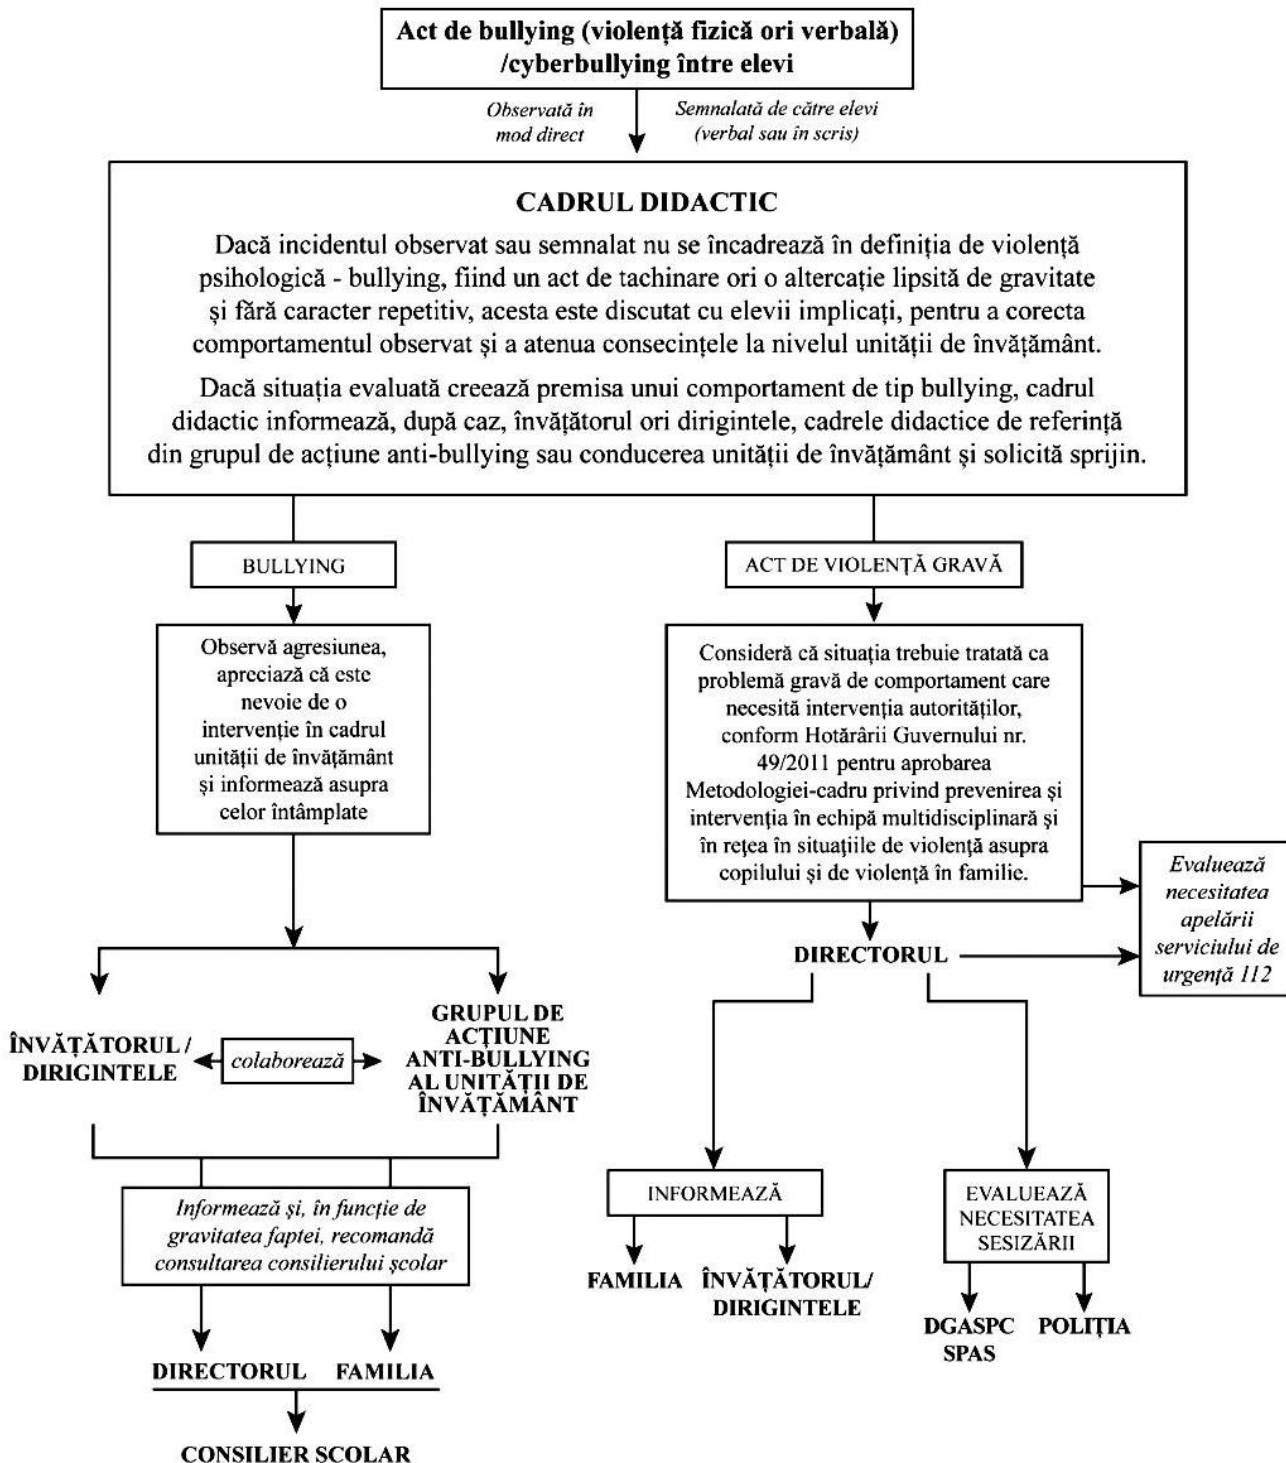 Act de bullying (violență fizică ori verbală)
/cyberbullying între elevi
Observată în
mod direct
Semnalată de către elevi
(verbal sau în scris)
CADRUL DIDACTIC
Dacă incidentul observat sau semnalat nu se încadrează în definiția de violență
psihologică - bullying, fiind un act de tachinare ori o altercație lipsită de gravitate
și fără caracter repetitiv, acesta este discutat cu elevii implicați, pentru a corecta
comportamentul observat și a atenua consecințele la nivelul unității de învățământ.
Dacă situația evaluată creează premisa unui comportament de tip bullying, cadrul
didactic informează, după caz, învățătorul ori dirigintele, cadrele didactice de referință
din grupul de acțiune anti-bullying sau conducerea unității de învățământ și solicită sprijin.
BULLYING
Observă agresiunea,
apreciază că este
nevoie de o
intervenție în cadrul
unității de învățământ
și informează asupra
celor întâmplate
ÎNVĂȚĂTORUL /
DIRIGINTELE
colaborează
GRUPUL DE
ACȚIUNE
ANTI-BULLYING
AL UNITĂȚII DE
ÎNVĂȚĂMÂNT
Informează și, în funcție de
gravitatea faptei, recomandă
consultarea consilierului școlar
DIRECTORUL
FAMILIA
CONSILIER SCOLAR
ACT DE VIOLENȚĂ GRAVĂ
Consideră că situația trebuie tratată ca
problemă gravă de comportament care
necesită intervenția autorităților,
conform Hotărârii Guvernului nr.
49/2011 pentru aprobarea
Metodologiei-cadru privind prevenirea și
intervenția în echipă multidisciplinară și
în rețea în situațiile de violență asupra
copilului și de violență în familie.
Evaluează
necesitatea
apelării
serviciului de
urgență 112
DIRECTORUL
INFORMEAZĂ
FAMILIA
ÎNVĂȚĂTORUL/
DIRIGINTELE
EVALUEAZĂ
NECESITATEA
SESIZĂRII
DGASPC
SPAS
POLIȚIA